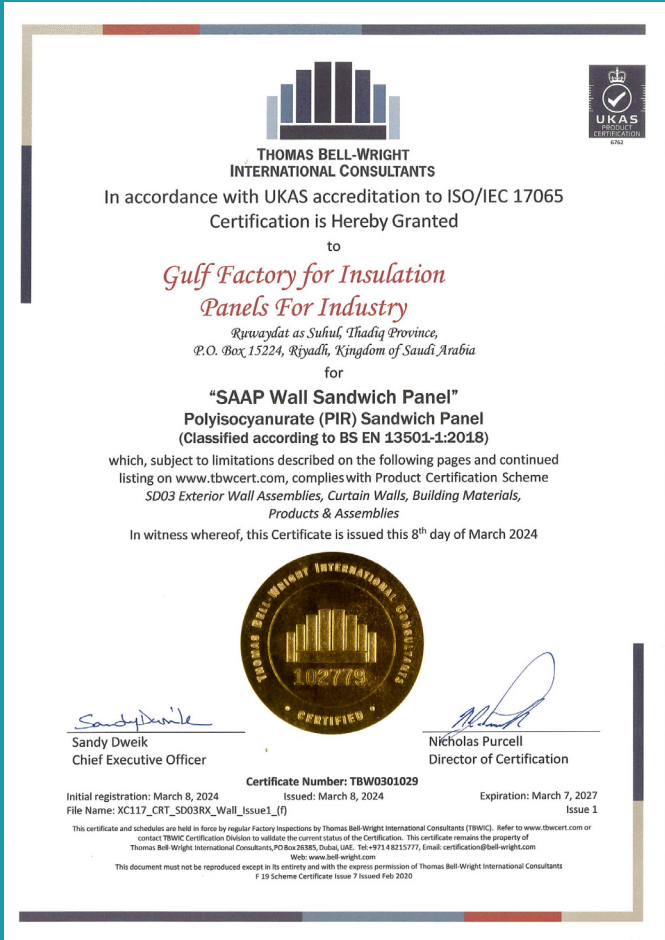 THOMAS BELL-WRIGHT
INTERNATIONAL CONSULTANTS
UKAS
PRODUCT
CERTIFICATION
6762
In accordance with UKAS accreditation to ISO/IEC 17065
Certification is Hereby Granted
to
Gulf Factory for Insulation
Panels For Industry
Ruwaydat as Suhul, Thadiq Province,
P.O. Box 15224, Riyadh, Kingdom of Saudi Arabia
for
“SAAP Wall Sandwich Panel”
Polyisocyanurate (PIR) Sandwich Panel
(Classified according to BS EN 13501-1:2018)
which, subject to limitations described on the following pages and continued
listing on www.tbwcert.com, complies with Product Certification Scheme
SD03 Exterior Wall Assemblies, Curtain Walls, Building Materials,
Products & Assemblies
In witness whereof, this Certificate is issued this 8th day of March 2024
THOMAS BELL-WRIGHT INTERNATIONAL CONSULTANTS
102779
• CERTIFIED •
Sandy Dweik
Sandy Dweik
Chief Executive Officer
Nicholas Purcell
Director of Certification
Certificate Number: TBW0301029
Initial registration: March 8, 2024 Issued: March 8, 2024 Expiration: March 7, 2027
File Name: XC117_CRT_SD03RX_Wall_Issue1_(f) Issue 1
This certificate and schedules are held in force by regular Factory Inspections by Thomas Bell-Wright International Consultants (TBWIC). Refer to www.tbwcert.com or
contact TBWIC Certification Division to validate the current status of the Certification. This certificate remains the property of
Thomas Bell-Wright International Consultants,PO Box 26385, Dubai, UAE. Tel:+971 4 8215777, Email: certification@bell-wright.com
Web: www.bell-wright.com
This document must not be reproduced except in its entirety and with the express permission of Thomas Bell-Wright International Consultants
F 19 Scheme Certificate Issue 7 Issued Feb 2020